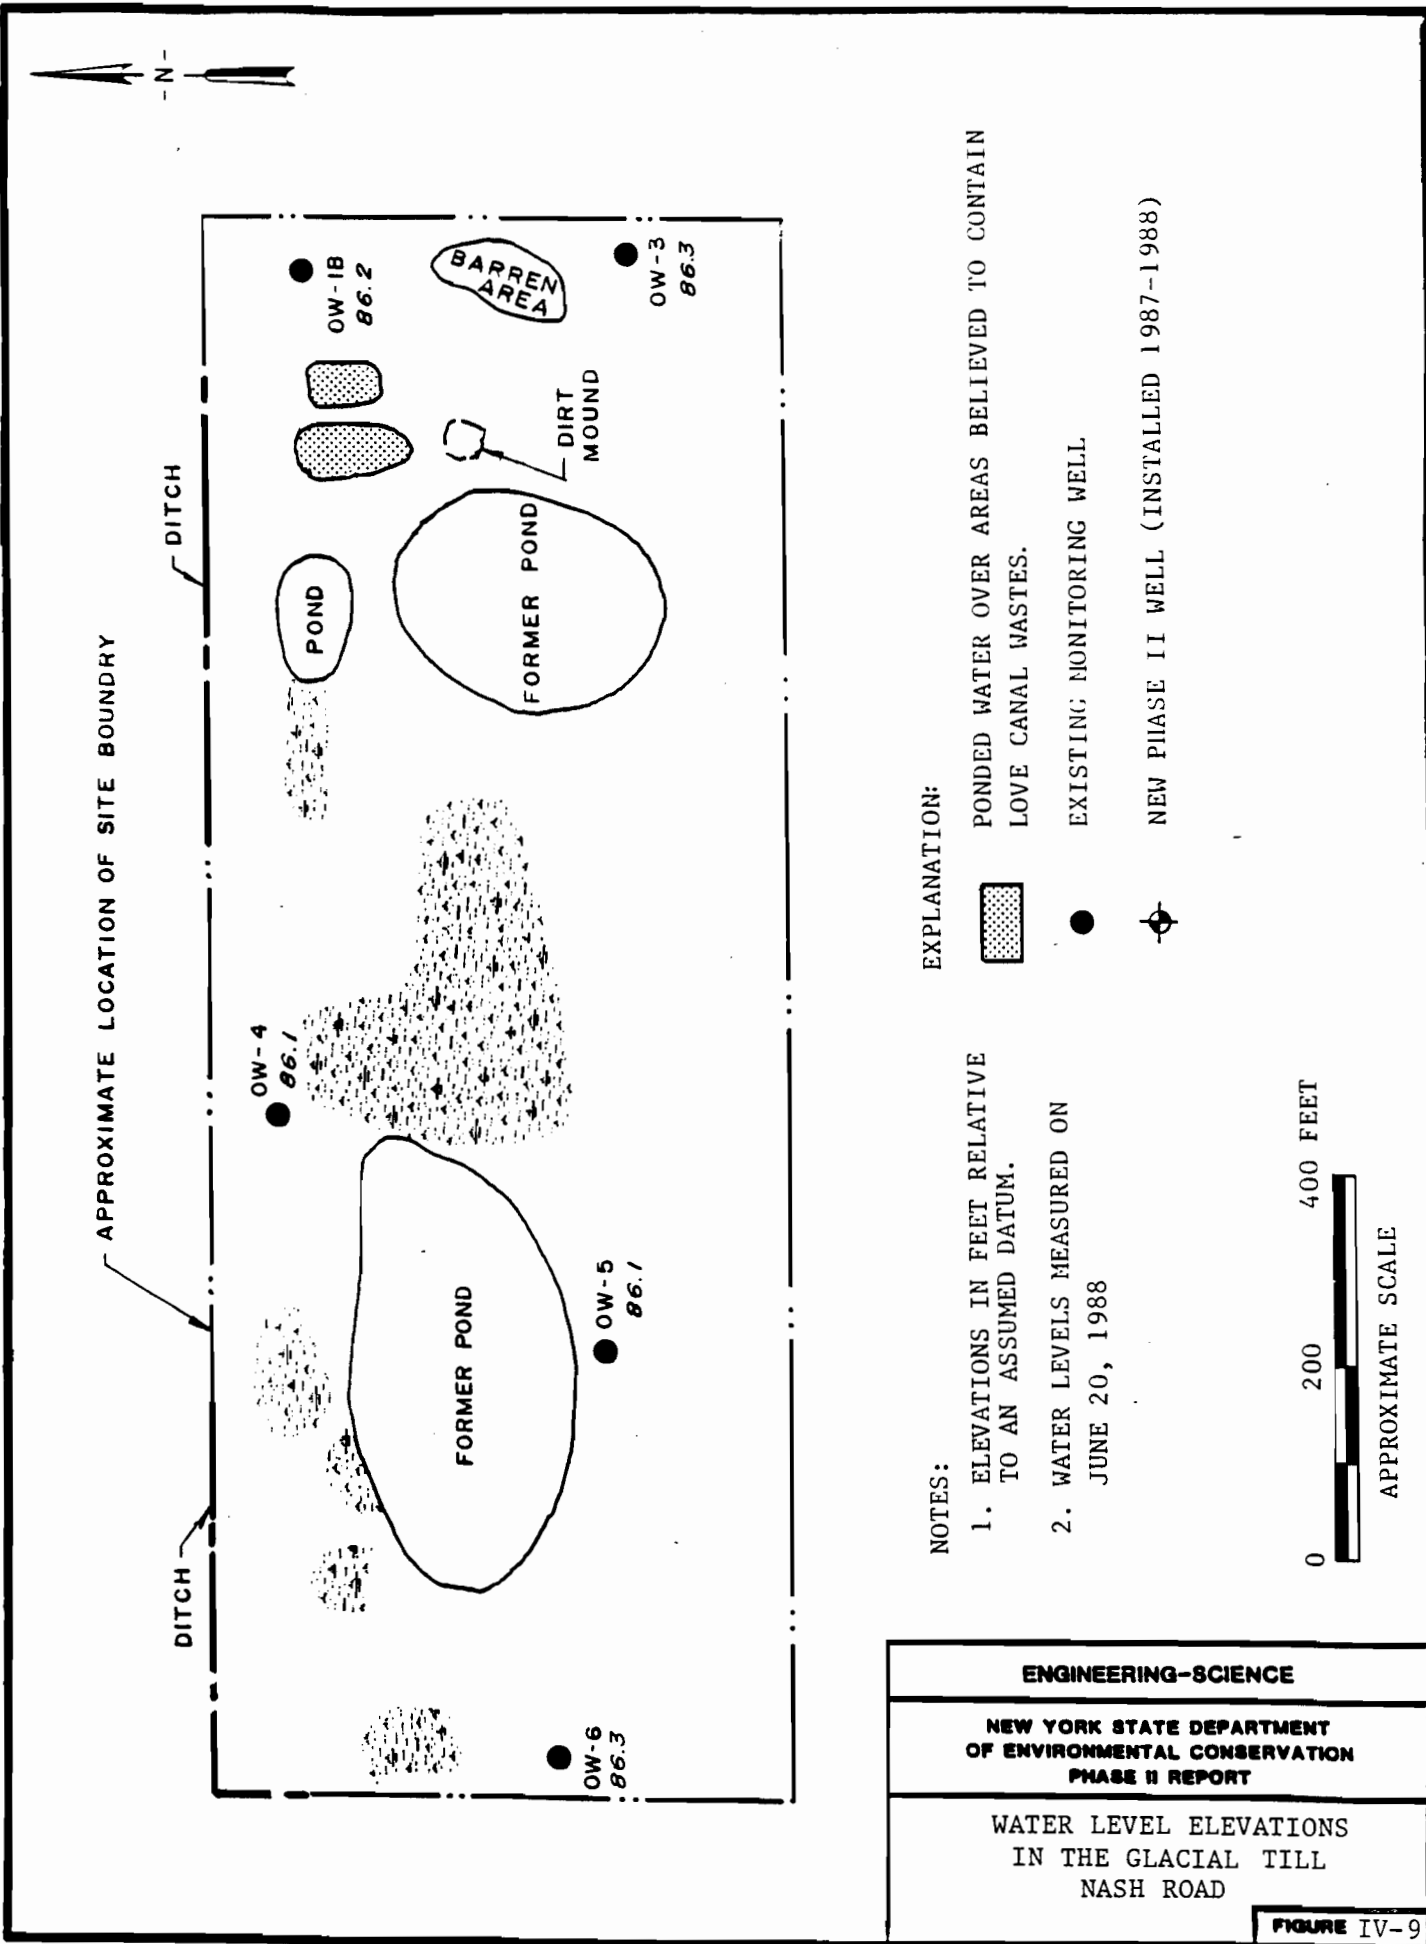 -N-
APPROXIMATE LOCATION OF SITE BOUNDRY
DITCH
DITCH
OW-4
86.1
OW-1B
86.2
POND
BARREN
AREA
FORMER POND
FORMER POND
DIRT
MOUND
OW-6
86.3
OW-5
86.1
OW-3
86.3
NOTES:
1. ELEVATIONS IN FEET RELATIVE
TO AN ASSUMED DATUM.
2. WATER LEVELS MEASURED ON
JUNE 20, 1988
EXPLANATION:
PONDED WATER OVER AREAS BELIEVED TO CONTAIN
LOVE CANAL WASTES.
EXISTING MONITORING WELL
NEW PHASE II WELL (INSTALLED 1987-1988)
0 200 400 FEET
APPROXIMATE SCALE
ENGINEERING-SCIENCE
NEW YORK STATE DEPARTMENT
OF ENVIRONMENTAL CONSERVATION
PHASE II REPORT
WATER LEVEL ELEVATIONS
IN THE GLACIAL TILL
NASH ROAD
FIGURE IV-9